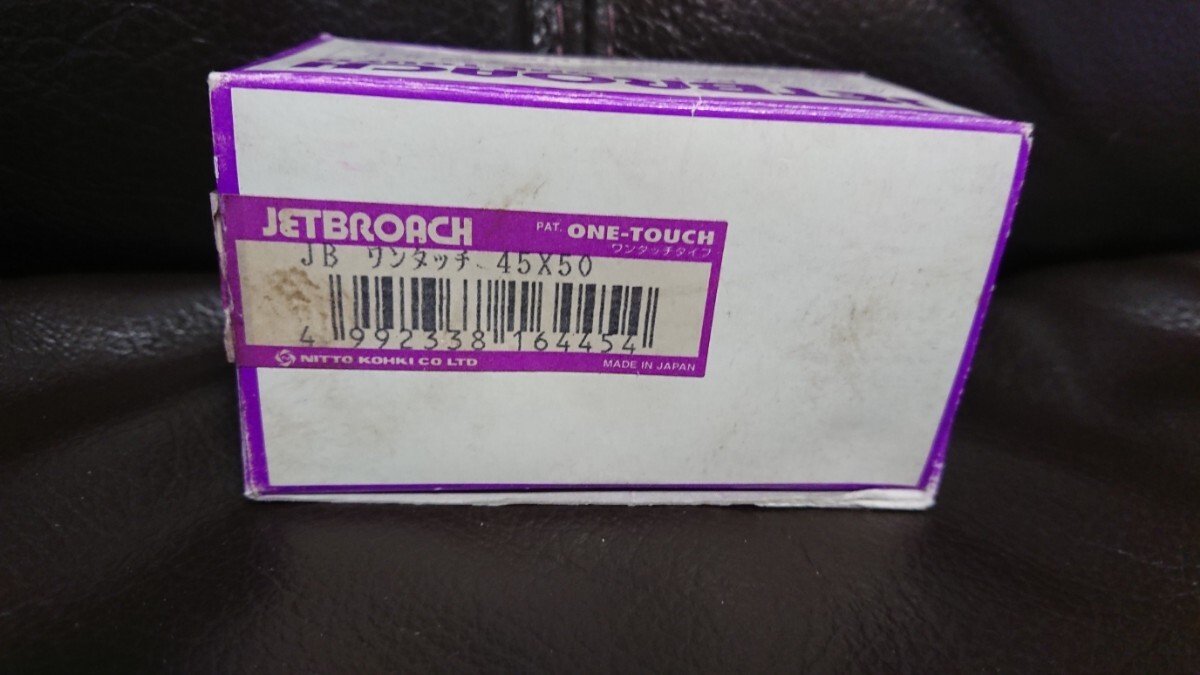 JETBROACH
JETBROACH PAT. ONE-TOUCH
ワンタッチタイプ
JB ワンタッチ 45X50
4 992338 164454
NITTO KOHKI CO LTD MADE IN JAPAN